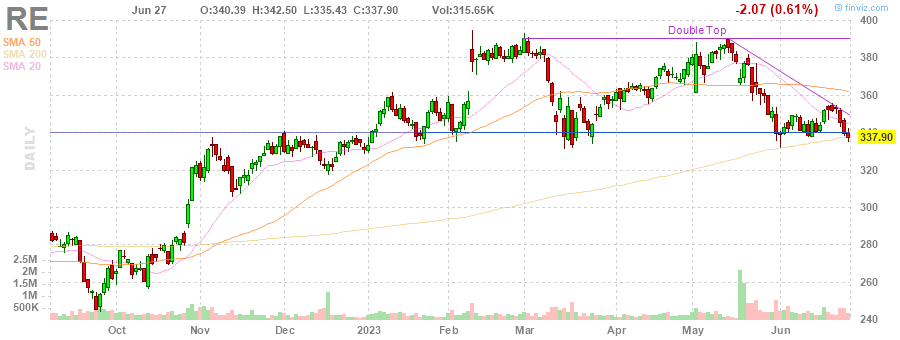 RE
Jun 27 O:340.39 H:342.50 L:335.43 C:337.90 Vol:315.65K -2.07 (0.61%)
© finviz.com
SMA 50
SMA 200
SMA 20
DAILY
Double Top
400
380
360
340
337.90
320
300
280
260
240
2.5M
2M
1.5M
1M
500K
Oct Nov Dec 2023 Feb Mar Apr May Jun